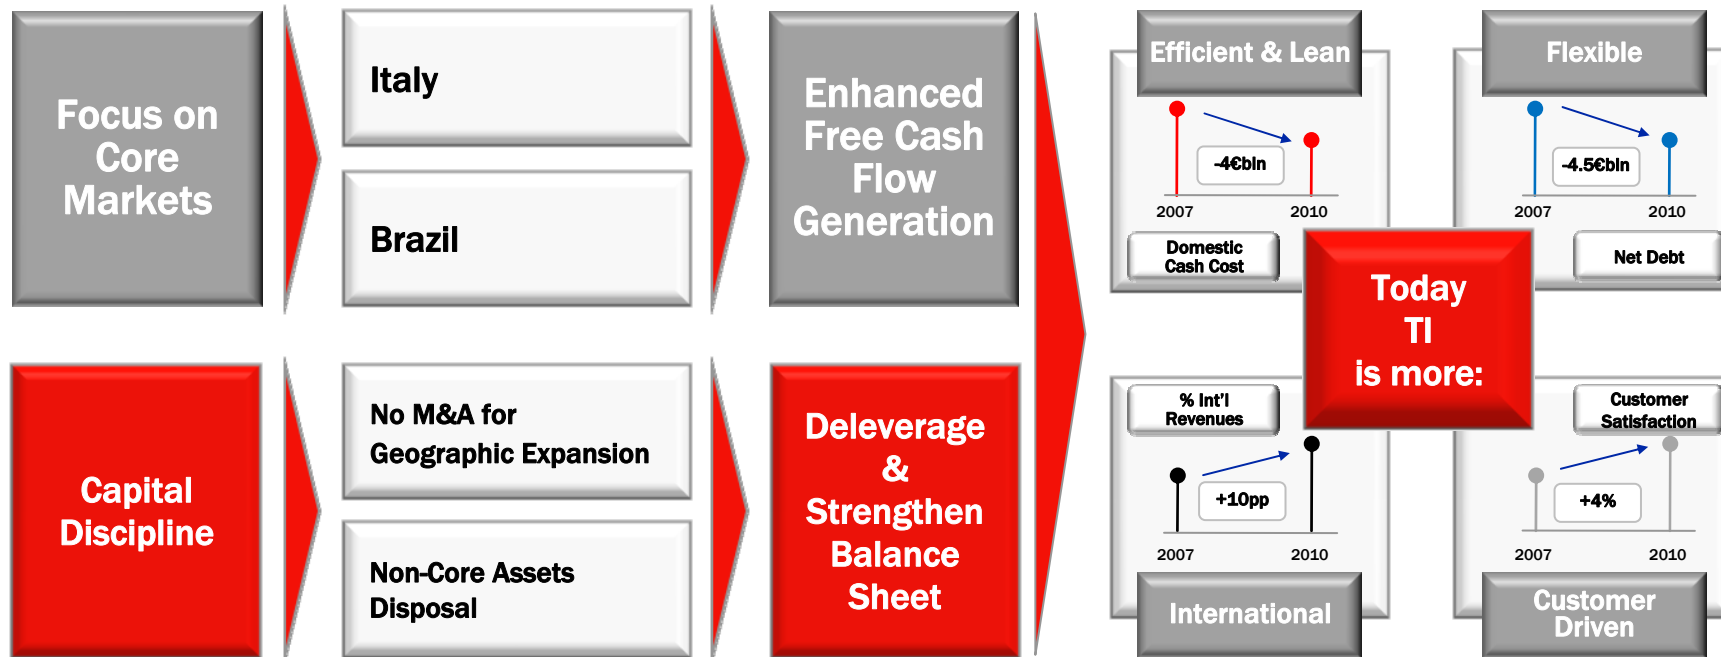 Focus on
Core
Markets
Italy
Brazil
Enhanced
Free Cash
Flow
Generation
Capital
Discipline
No M&A for
Geographic Expansion
Non-Core Assets
Disposal
Deleverage
&
Strengthen
Balance
Sheet
Efficient & Lean
-4€bln
2007
2010
Domestic
Cash Cost
Flexible
-4.5€bln
2007
2010
Net Debt
Today
TI
is more:
% Int'l
Revenues
+10pp
2007
2010
International
Customer
Satisfaction
+4%
2007
2010
Customer
Driven